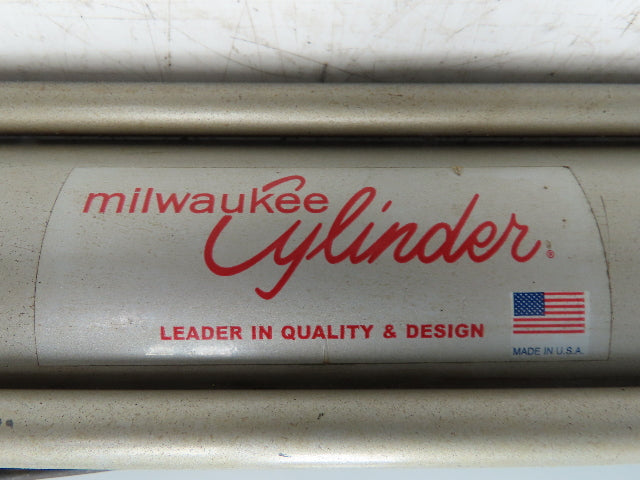 milwaukee Cylinder®
LEADER IN QUALITY & DESIGN
MADE IN U.S.A.